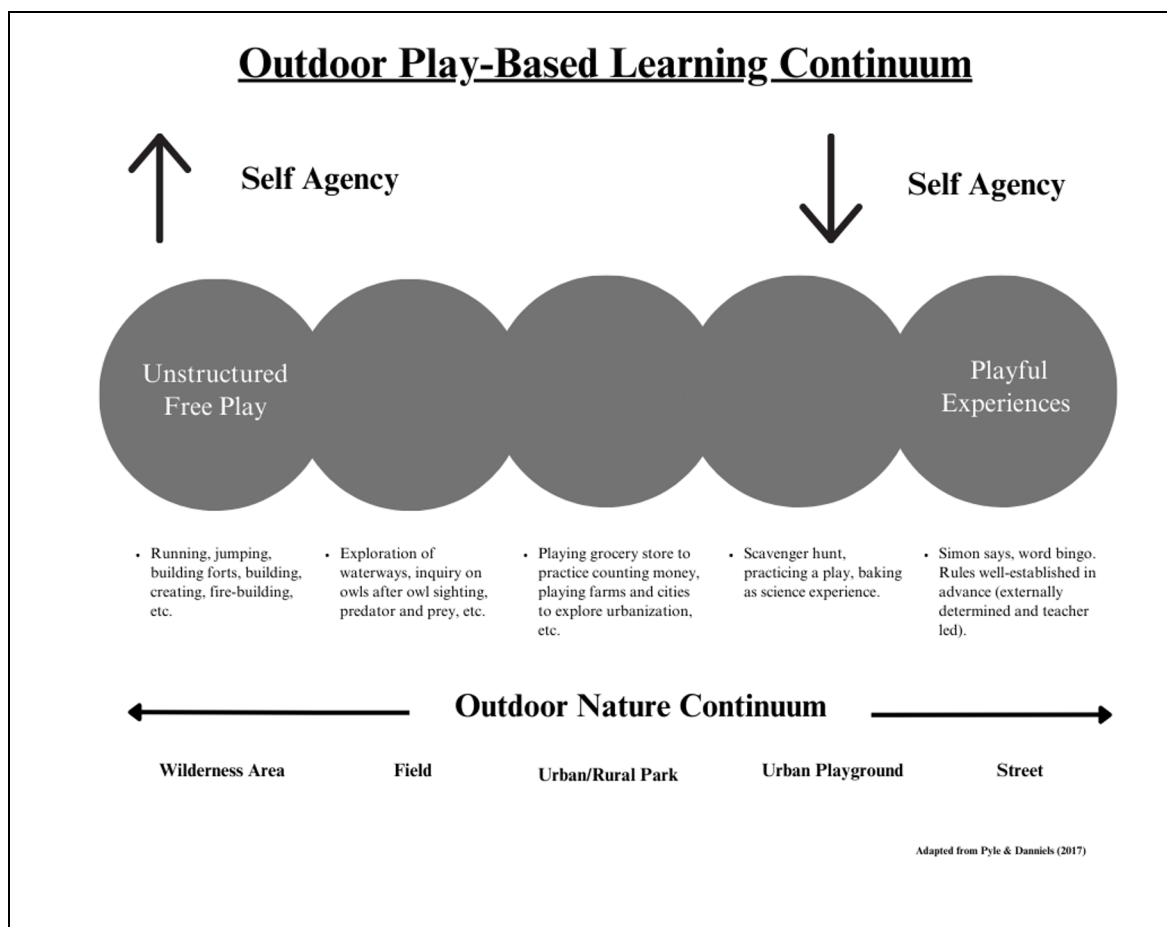 Outdoor Play-Based Learning Continuum
Self Agency
Self Agency
Unstructured
Free Play
Playful
Experiences
• Running, jumping,
building forts, building,
creating, fire-building,
etc.
• Exploration of
waterways, inquiry on
owls after owl sighting,
predator and prey, etc.
• Playing grocery store to
practice counting money,
playing farms and cities
to explore urbanization,
etc.
• Scavenger hunt,
practicing a play, baking
as science experience.
• Simon says, word bingo.
Rules well-established in
advance (externally
determined and teacher
led).
Outdoor Nature Continuum
Wilderness Area
Field
Urban/Rural Park
Urban Playground
Street
Adapted from Pyle & Danniels (2017)